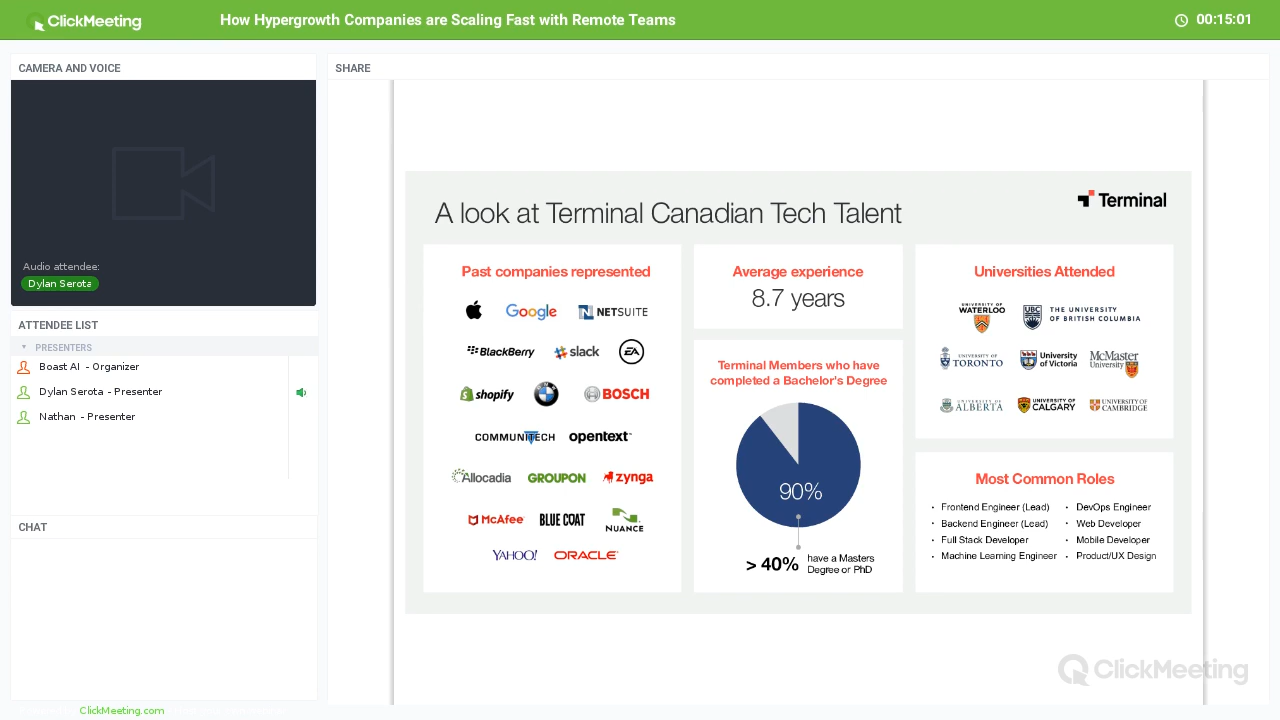 ClickMeeting
How Hypergrowth Companies are Scaling Fast with Remote Teams
00:15:01
CAMERA AND VOICE
Audio attendee:
Dylan Serota
ATTENDEE LIST
PRESENTERS
Boast AI - Organizer
Dylan Serota - Presenter
Nathan - Presenter
CHAT
ClickMeeting.com
SHARE
A look at Terminal Canadian Tech Talent
Terminal
Past companies represented
Google
NETSUITE
BlackBerry
slack
EA
shopify
BMW
BOSCH
COMMUNITECH
opentext™
Allocadia
GROUPON
zynga
McAfee
BLUE COAT
NUANCE
YAHOO!
ORACLE
Average experience
8.7 years
Terminal Members who have
completed a Bachelor's Degree
90%
> 40%
have a Masters
Degree or PhD
Universities Attended
UNIVERSITY OF
WATERLOO
UBC
THE UNIVERSITY
OF BRITISH COLUMBIA
UNIVERSITY OF
TORONTO
University
of Victoria
McMaster
University
UNIVERSITY OF
ALBERTA
UNIVERSITY OF
CALGARY
UNIVERSITY OF
CAMBRIDGE
Most Common Roles
· Frontend Engineer (Lead)
· Backend Engineer (Lead)
· Full Stack Developer
· Machine Learning Engineer
· DevOps Engineer
· Web Developer
· Mobile Developer
· Product/UX Design
ClickMeeting